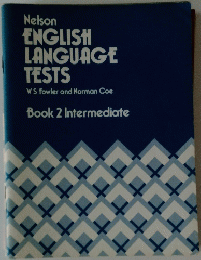 Nelson
ENGLISH
LANGUAGE
TESTS
W S Fowler and Norman Coe
Book 2 Intermediate